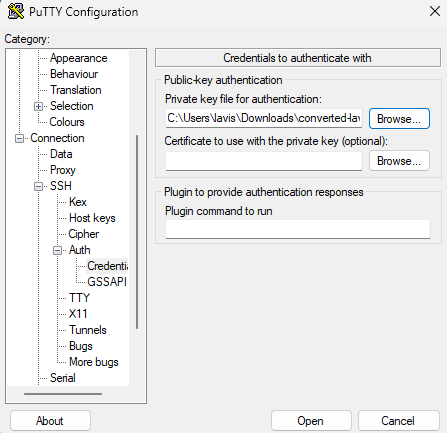 PuTTY Configuration
Category:
Appearance
Behaviour
Translation
Selection
Colours
Connection
Data
Proxy
SSH
Kex
Host keys
Cipher
Auth
Credentia
GSSAPI
TTY
X11
Tunnels
Bugs
More bugs
Serial
Credentials to authenticate with
Public-key authentication
Private key file for authentication:
C:\Users\lavis\Downloads\converted-lav
Browse...
Certificate to use with the private key (optional):
Browse...
Plugin to provide authentication responses
Plugin command to run
About
Open
Cancel